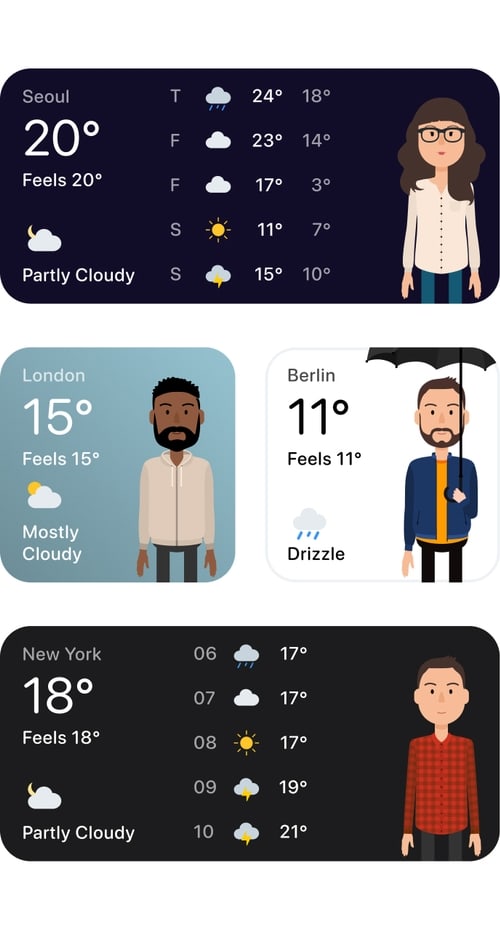 Seoul
20°
Feels 20°
Partly Cloudy
T 24° 18°
F 23° 14°
F 17° 3°
S 11° 7°
S 15° 10°
London
15°
Feels 15°
Mostly
Cloudy
Berlin
11°
Feels 11°
Drizzle
New York
18°
Feels 18°
Partly Cloudy
06 17°
07 17°
08 17°
09 19°
10 21°